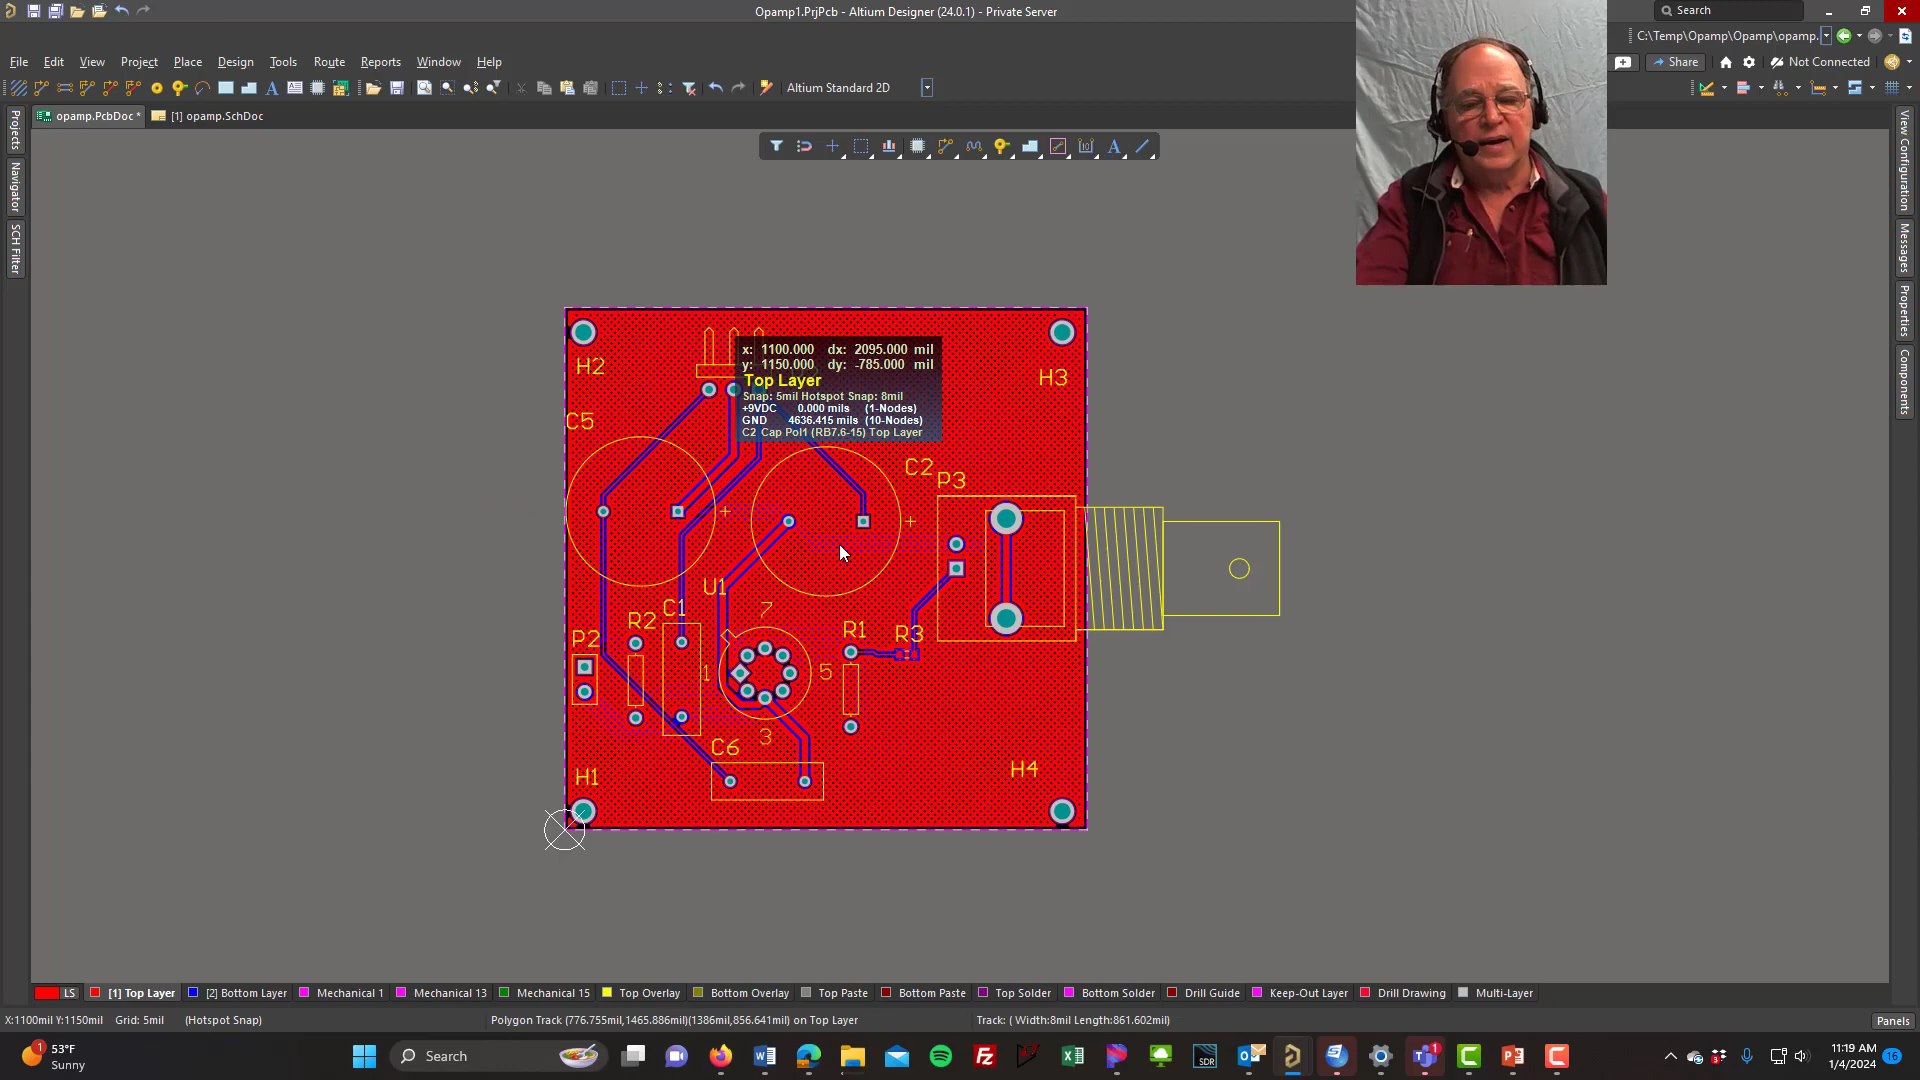 Opamp1.PrjPcb - Altium Designer (24.0.1) - Private Server
Search
C:\Temp\Opamp\Opamp\opamp.
File Edit View Project Place Design Tools Route Reports Window Help
Share
Not Connected
Altium Standard 2D
opamp.PcbDoc *
[1] opamp.SchDoc
Projects
Navigator
SCH Filter
View Configuration
Messages
Properties
Components
x: 1100.000 dx: 2095.000 mil
y: 1150.000 dy: -785.000 mil
Top Layer
Snap: 5mil Hotspot Snap: 8mil
+9VDC 0.000 mils (1-Nodes)
GND 4636.415 mils (10-Nodes)
C2 Cap Pol1 (RB7.6-15) Top Layer
H2
H3
C5
C2
P3
U1
C1
7
R2
R1
R3
P2
1
5
3
C6
H1
H4
LS [1] Top Layer [2] Bottom Layer Mechanical 1 Mechanical 13 Mechanical 15 Top Overlay Bottom Overlay Top Paste Bottom Paste Top Solder Bottom Solder Drill Guide Keep-Out Layer Drill Drawing Multi-Layer
X:1100mil Y:1150mil Grid: 5mil (Hotspot Snap) Polygon Track (776.755mil,1465.886mil)(1386mil,856.641mil) on Top Layer Track: ( Width:8mil Length:861.602mil)
Panels
1
53°F
Sunny
Search
SDR
1
3
11:19 AM
1/4/2024
16